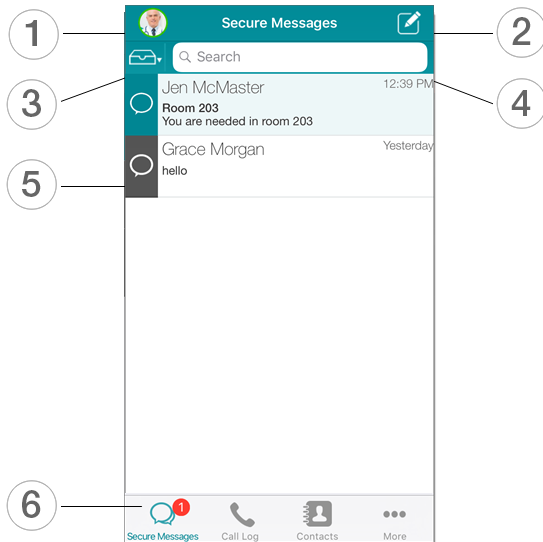 1
Secure Messages
2
Search
3
Jen McMaster
12:39 PM
4
Room 203
You are needed in room 203
Grace Morgan
Yesterday
5
hello
6
1
Secure Messages
Call Log
Contacts
More